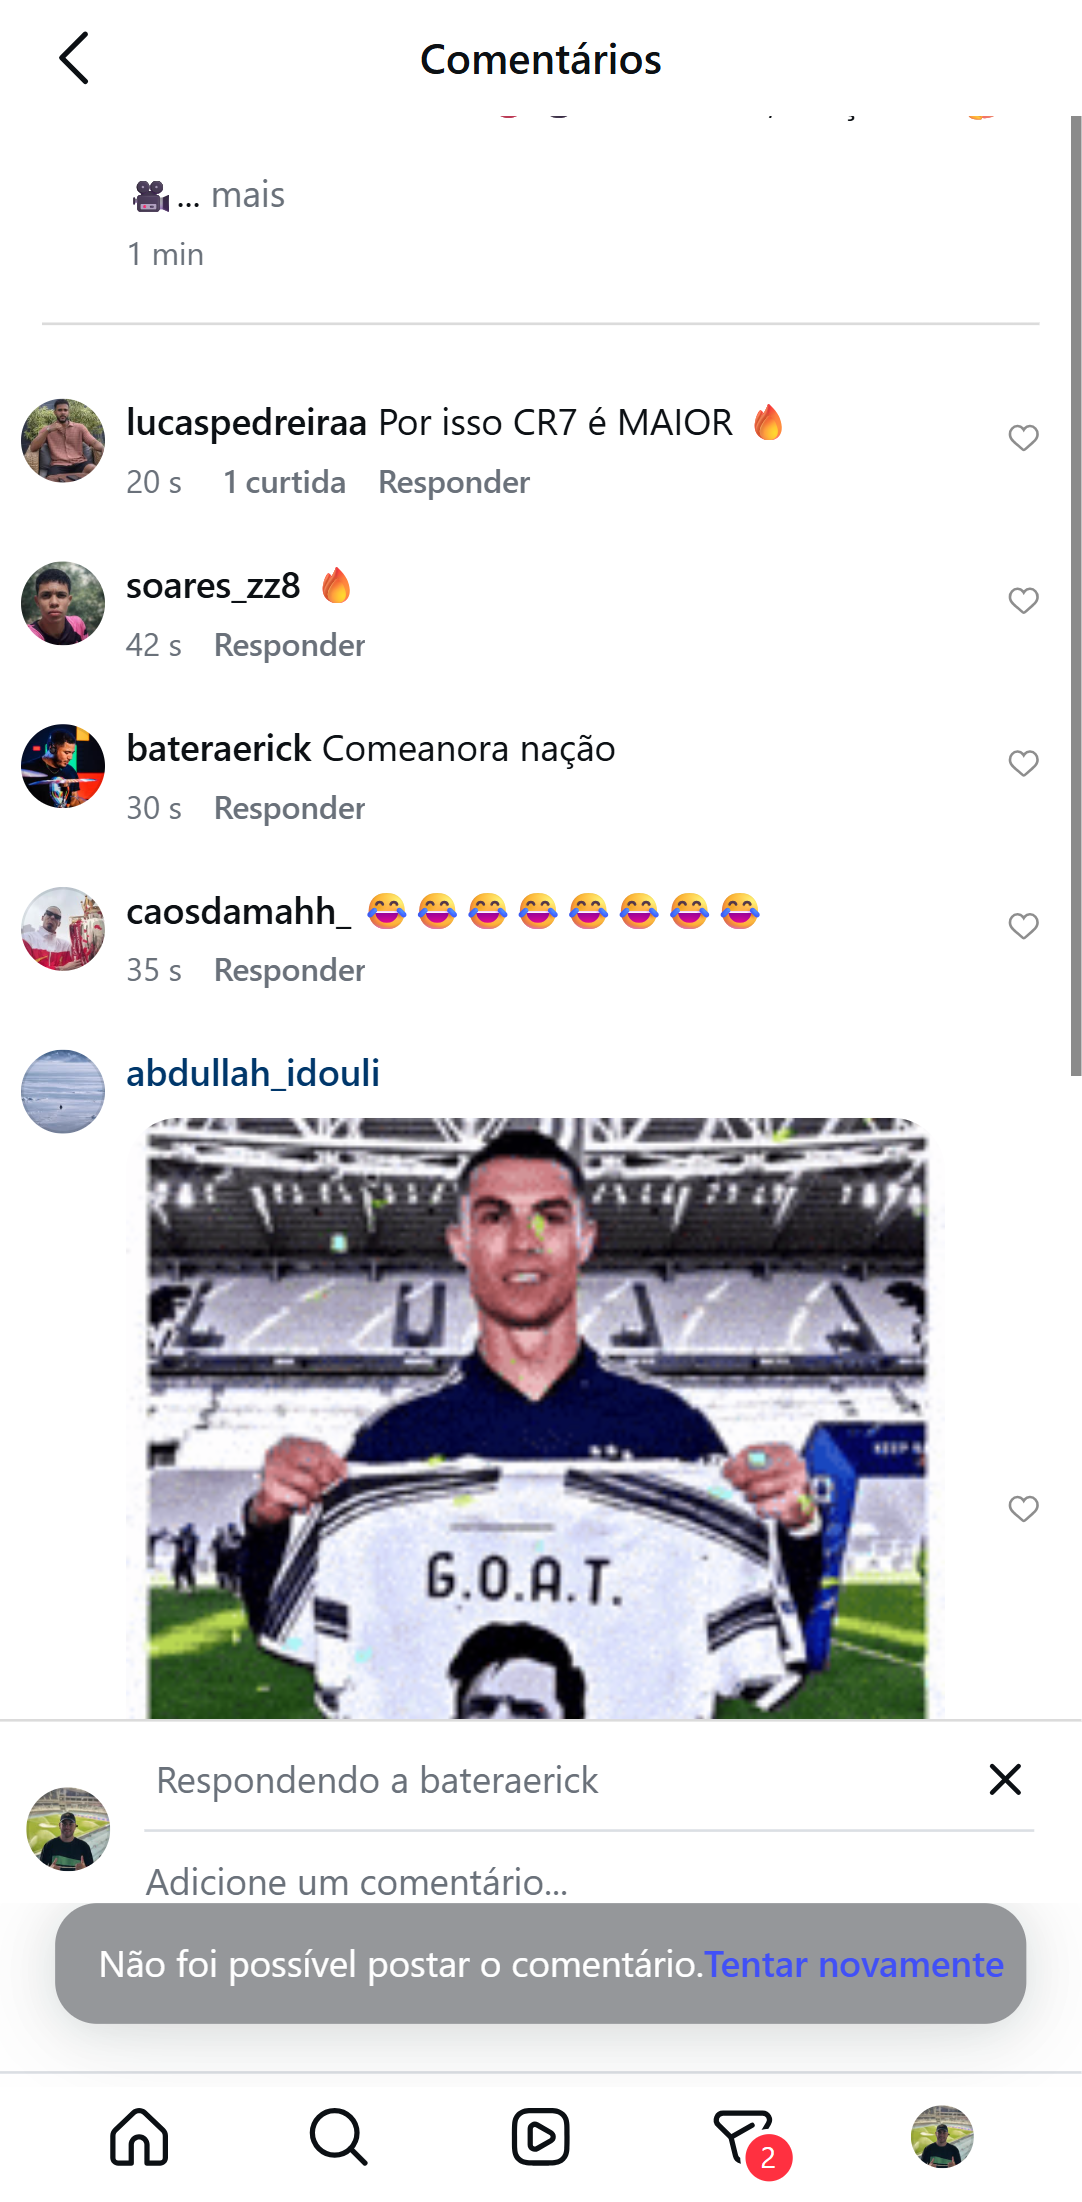 Comentários
... mais
1 min
lucaspedreiraa Por isso CR7 é MAIOR 🔥
20 s 1 curtida Responder
soares_zz8 🔥
42 s Responder
bateraerick Comeanora nação
30 s Responder
caosdamahh_ 😂😂😂😂😂😂😂😂
35 s Responder
abdullah_idouli
G.O.A.T.
Respondendo a bateraerick
Adicione um comentário...
Não foi possível postar o comentário.Tentar novamente
2